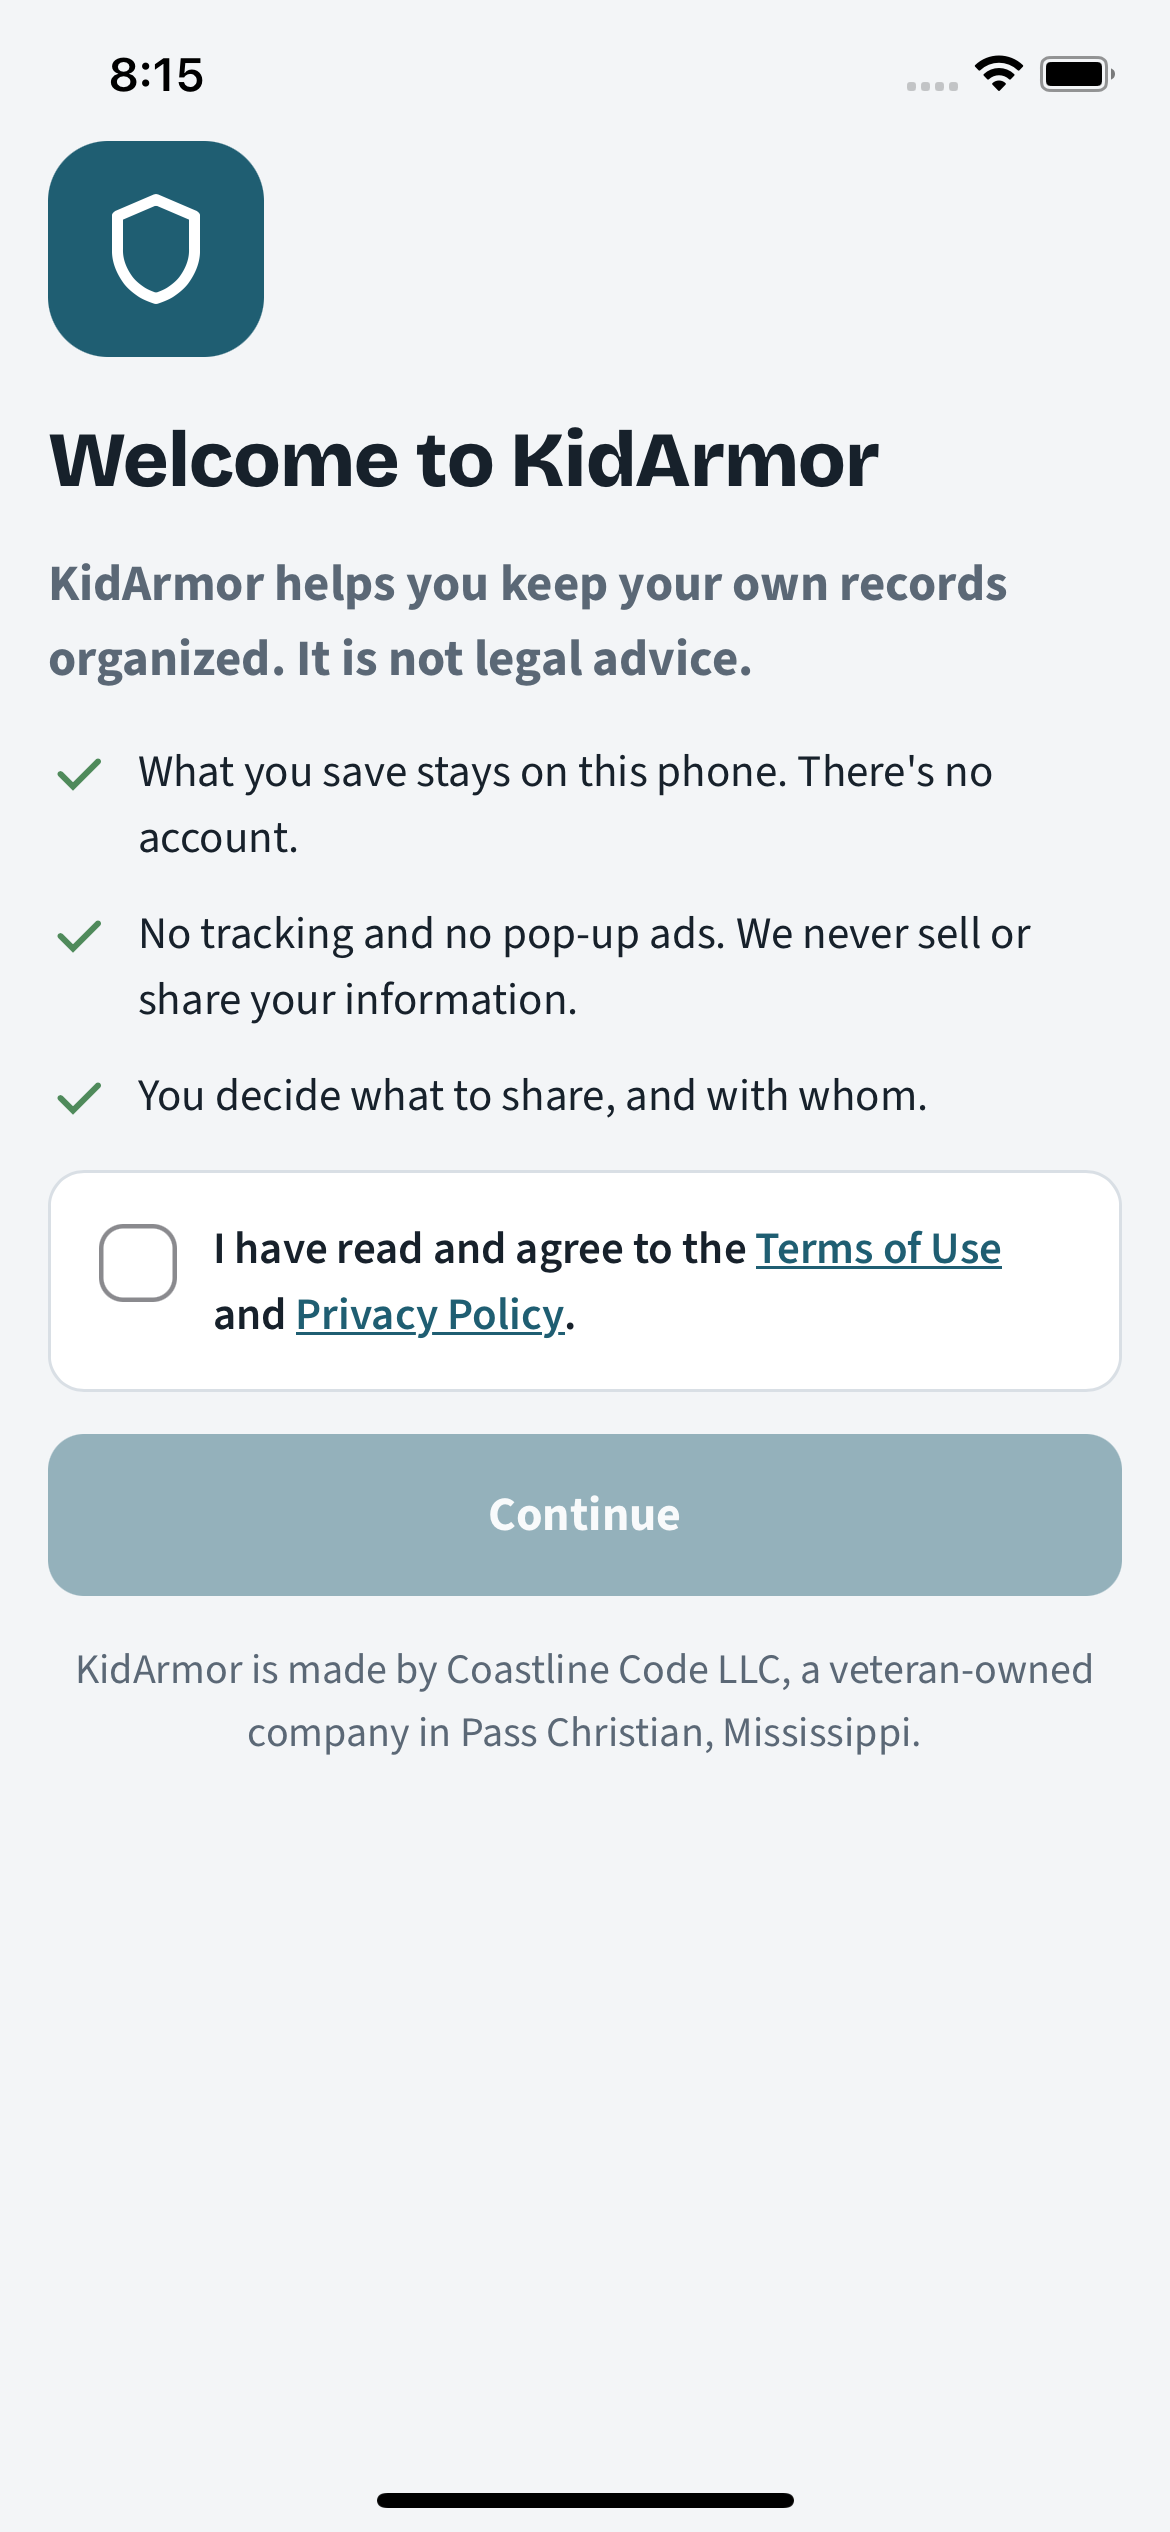 8:15
Welcome to KidArmor
KidArmor helps you keep your own records
organized. It is not legal advice.
What you save stays on this phone. There's no
account.
No tracking and no pop-up ads. We never sell or
share your information.
You decide what to share, and with whom.
I have read and agree to the Terms of Use
and Privacy Policy.
Continue
KidArmor is made by Coastline Code LLC, a veteran-owned
company in Pass Christian, Mississippi.